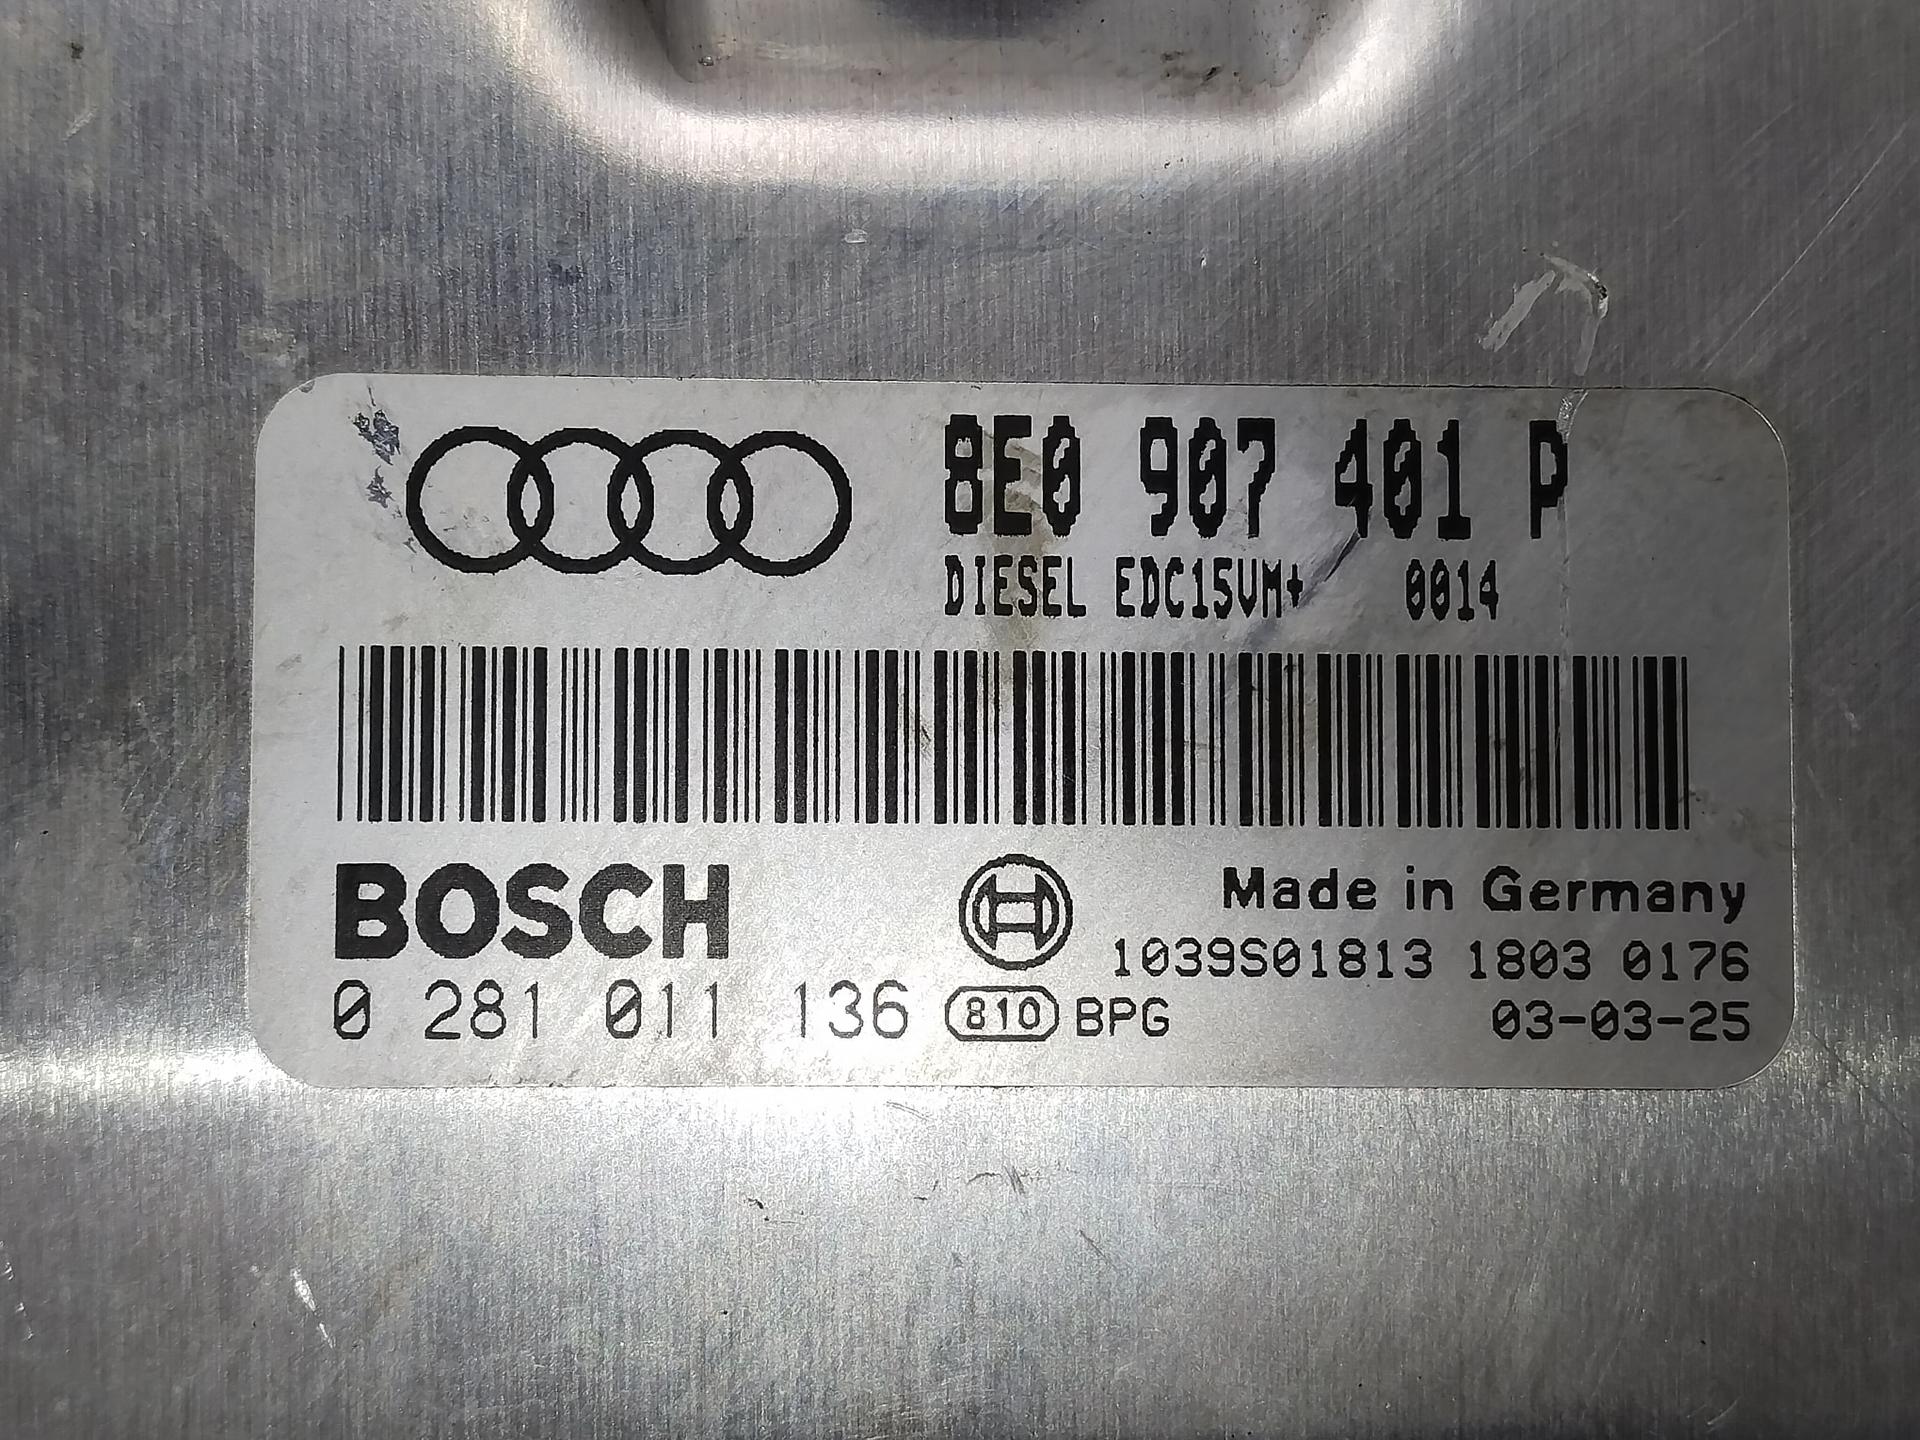 8E0 907 401 P
DIESEL EDC15VM+ 0014
BOSCH
Made in Germany
1039S01813 1803 0176
0 281 011 136 810 BPG 03-03-25